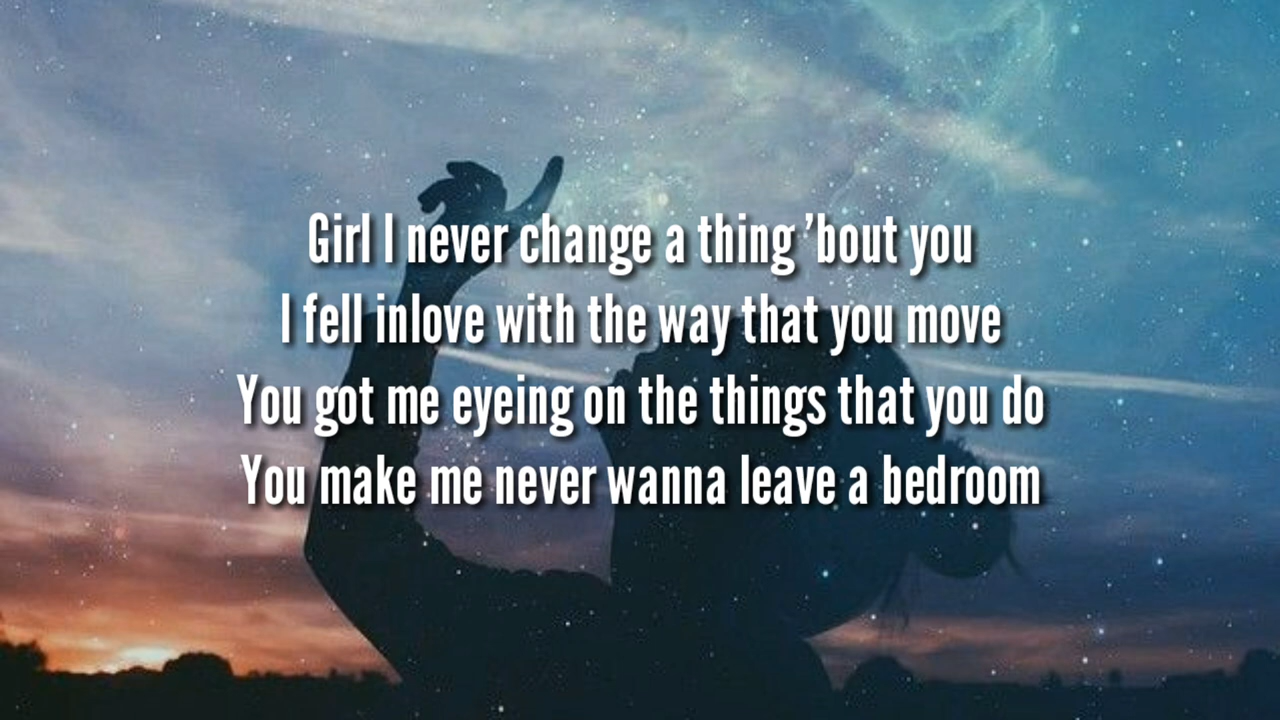 Girl I never change a thing 'bout you
I fell inlove with the way that you move
You got me eyeing on the things that you do
You make me never wanna leave a bedroom